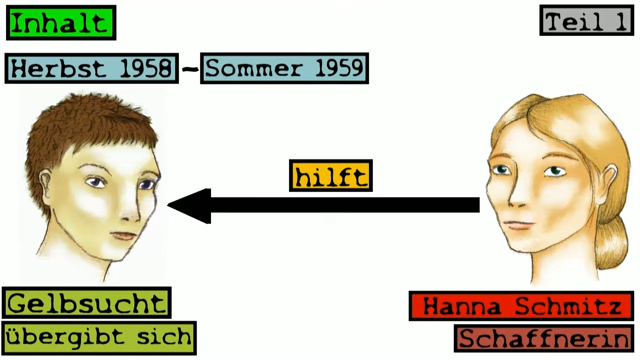 Inhalt
Teil 1
Herbst 1958 - Sommer 1959
hilft
Gelbsucht
übergibt sich
Hanna Schmitz
Schaffnerin